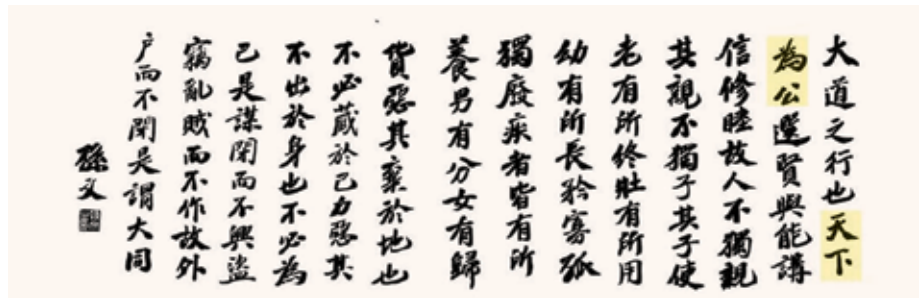 大道之行也天下
為公選賢與能講
信修睦故人不獨親
其親不獨子其子使
老有所終壯有所用
幼有所長矜寡孤
獨廢疾者皆有所
養男有分女有歸
貨惡其棄於地也
不必藏於己力惡其
不出於身也不必為
己是謀閉而不興盜
竊亂賊而不作故外
户而不閉是謂大同
孫文